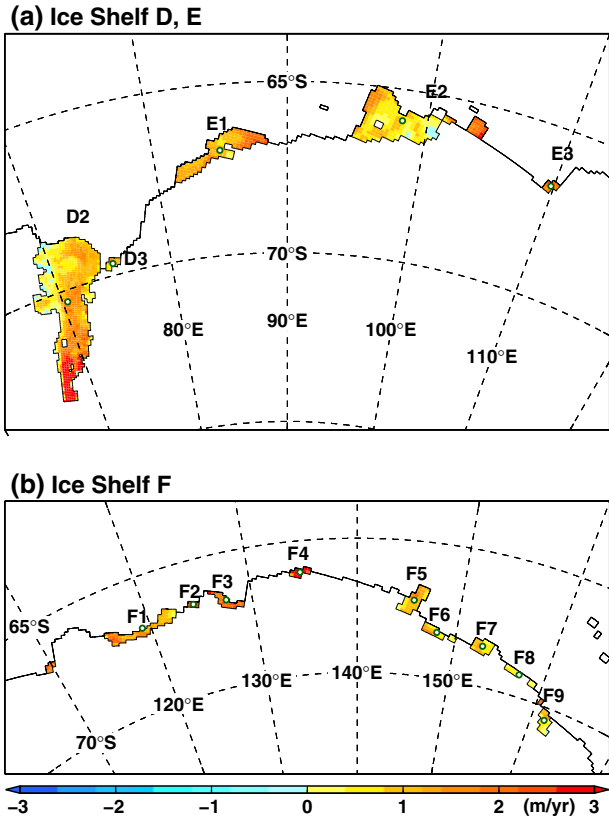 (a) Ice Shelf D, E
65°S
E2
E1
E3
D2
D3
70°S
80°E
90°E
100°E
110°E
(b) Ice Shelf F
F4
F5
F3
F2
F1
F6
F7
F8
F9
65°S
120°E
130°E
140°E
150°E
70°S
−3 −2 −1 0 1 2 (m/yr) 3